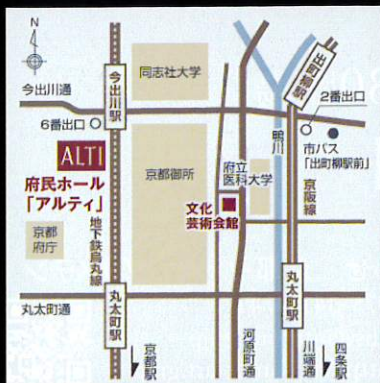 N
今出川通
今出川駅
同志社大学
出町柳駅
2番出口
6番出口
鴨川
市バス
「出町柳駅前」
ALTI
府民ホール
「アルティ」
京都御所
府立
医科大学
京阪線
文化
芸術会館
京都
府庁
地下鉄烏丸線
丸太町通
丸太町駅
丸太町駅
京都駅
河原町通
川端通
四条駅